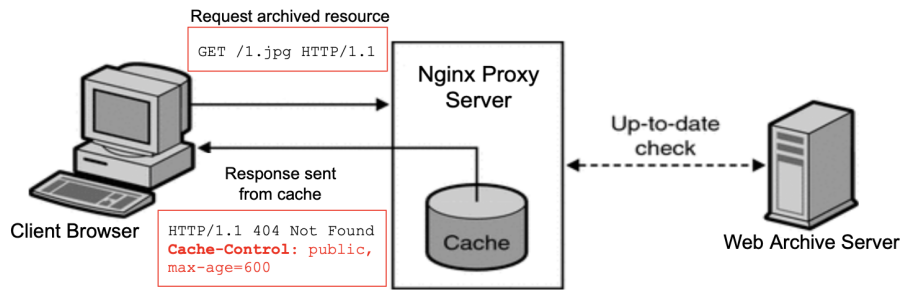 Request archived resource
GET /1.jpg HTTP/1.1
Nginx Proxy
Server
Up-to-date
check
Response sent
from cache
HTTP/1.1 404 Not Found
Cache-Control: public,
max-age=600
Cache
Client Browser
Web Archive Server